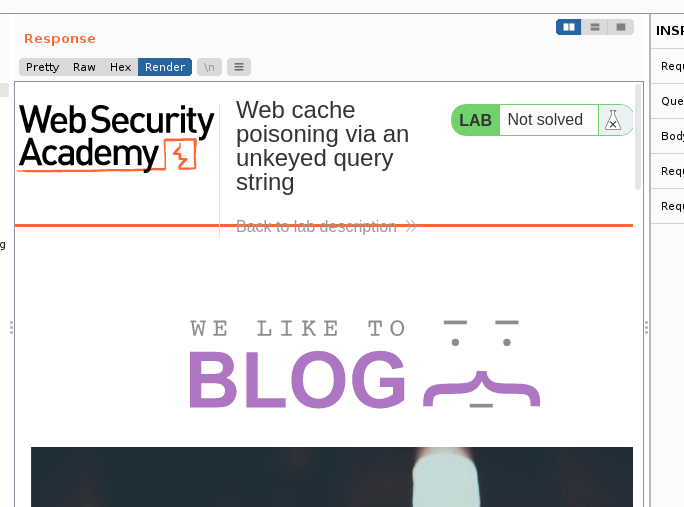 Response
INSP
Pretty Raw Hex Render \n
Requ
Que
Body
Requ
Requ
g
Web Security
Academy
Web cache
poisoning via an
unkeyed query
string
LAB Not solved
Back to lab description
WE LIKE TO
BLOG